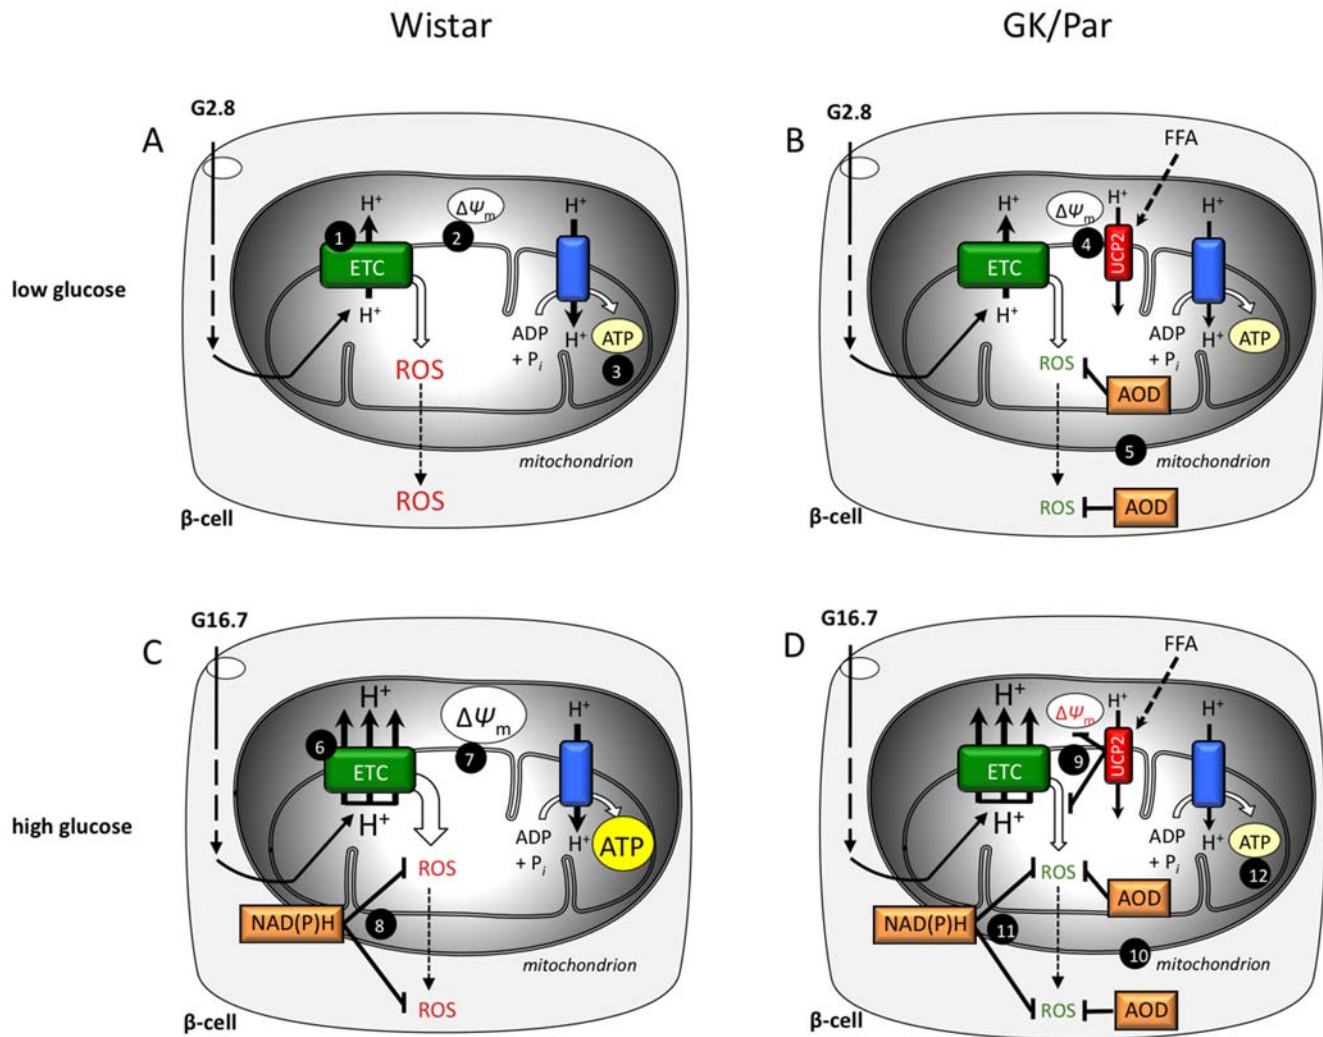 Wistar
GK/Par
low glucose
A
G2.8
H⁺
1
ETC
H⁺
ΔΨm
2
H⁺
ADP
+ Pi
H⁺
ATP
3
ROS
ROS
mitochondrion
β-cell
B
G2.8
FFA
H⁺
ETC
H⁺
ΔΨm
4
H⁺
UCP2
H⁺
ADP
+ Pi
H⁺
ATP
ROS
AOD
5
mitochondrion
ROS
AOD
β-cell
high glucose
C
G16.7
H⁺
6
ETC
H⁺
ΔΨm
7
H⁺
ADP
+ Pi
H⁺
ATP
ROS
NAD(P)H
8
mitochondrion
ROS
β-cell
D
G16.7
FFA
H⁺
ETC
H⁺
ΔΨm
9
H⁺
UCP2
H⁺
ADP
+ Pi
H⁺
ATP
12
ROS
AOD
NAD(P)H
11
10
mitochondrion
ROS
AOD
β-cell